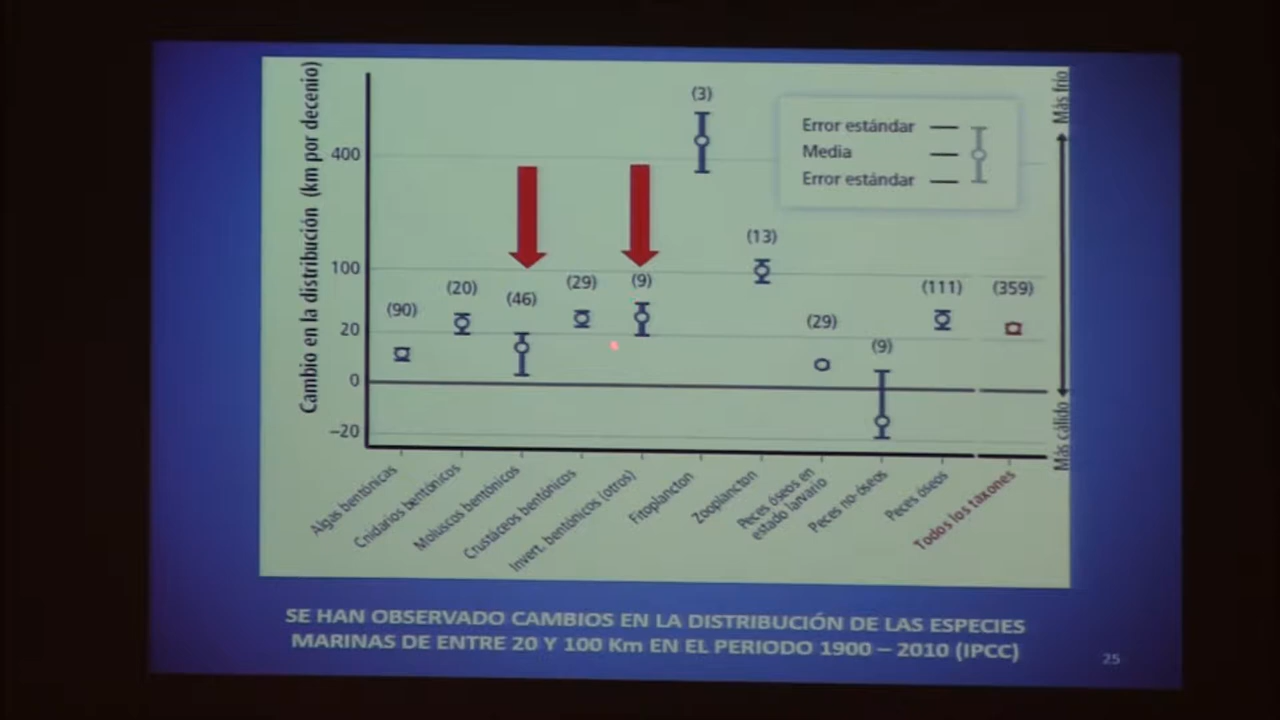 Cambio en la distribución (km por decenio)
400
100
20
0
−20
(90)
(20)
(46)
(29)
(9)
(3)
(13)
(29)
(9)
(111)
(359)
Error estándar
Media
Error estándar
Más frío
Más cálido
Algas bentónicas
Cnidarios bentónicos
Moluscos bentónicos
Crustáceos bentónicos
Invert. bentónicos (otros)
Fitoplancton
Zooplancton
Peces óseos en
estado larvario
Peces no-óseos
Peces óseos
Todos los taxones
SE HAN OBSERVADO CAMBIOS EN LA DISTRIBUCIÓN DE LAS ESPECIES
MARINAS DE ENTRE 20 Y 100 Km EN EL PERIODO 1900 – 2010 (IPCC)
25